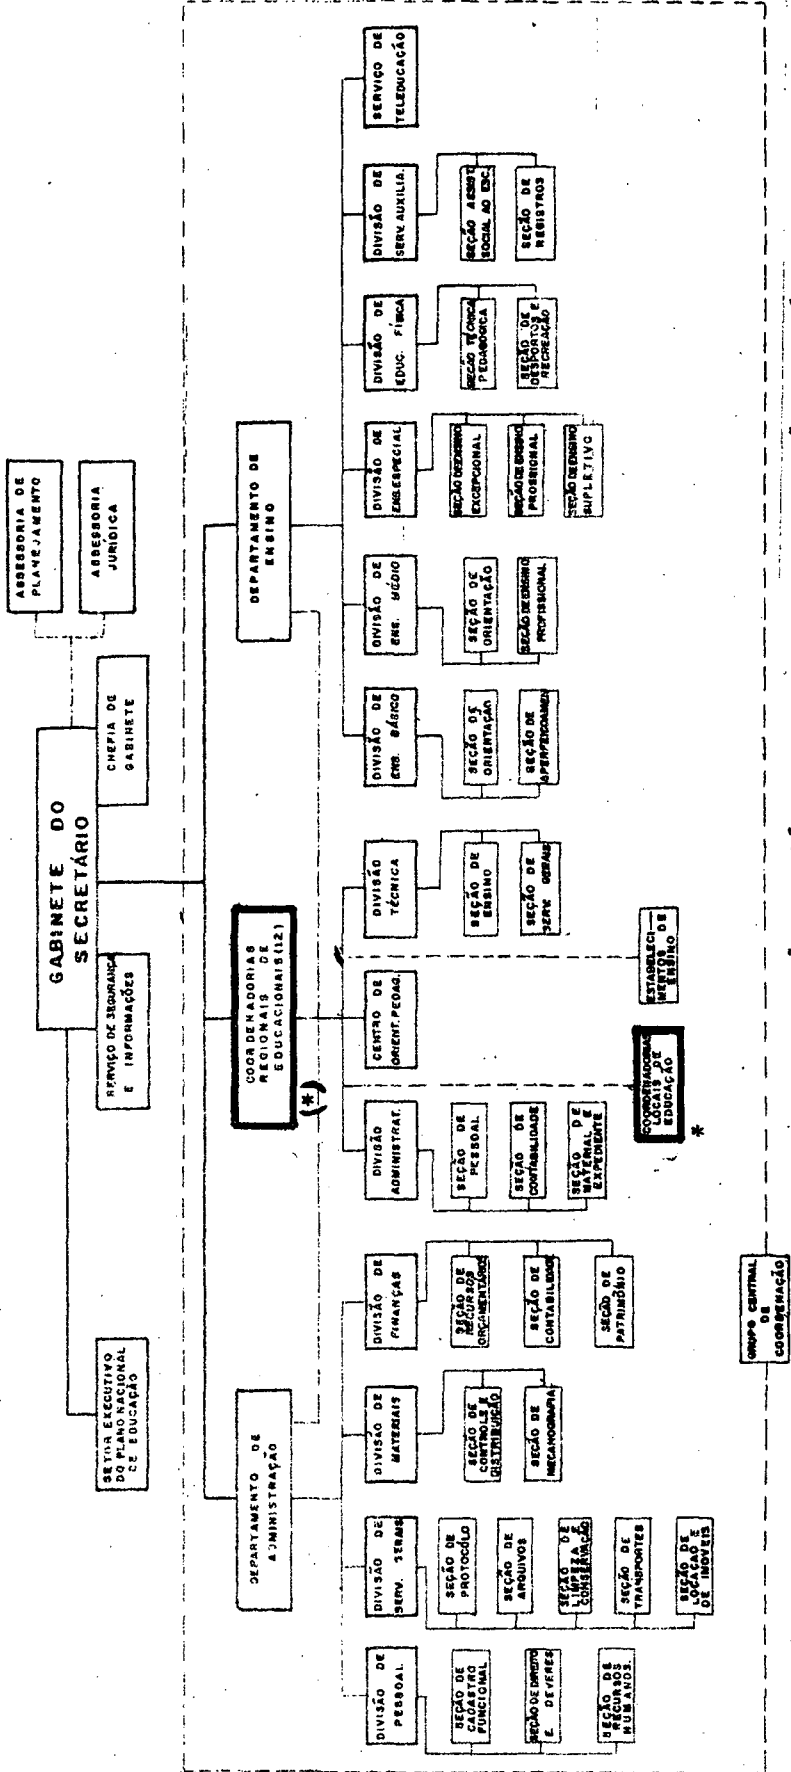 GABINETE DO
SECRETÁRIO
ASSESSORIA DE
PLANEJAMENTO
ASSESSORIA
JURÍDICA
CHEFIA DE
GABINETE
SERVIÇO DE SEGURANÇA
E INFORMAÇÕES
SETOR EXECUTIVO
DO PLANO NACIONAL
DE EDUCAÇÃO
DEPARTAMENTO DE
ADMINISTRAÇÃO
COORDENADORIAS
REGIONAIS DE
EDUCACIONAIS (12)
(*)
DEPARTAMENTO DE
ENSINO
DIVISÃO DE
PESSOAL
SEÇÃO DE
CADASTRO
FUNCIONAL
SEÇÃO DE DIREITO
E DEVERES
SEÇÃO DE
RECURSOS
HUMANOS.
DIVISÃO DE
SERV. GERAIS
SEÇÃO DE
PROTOCÓLO
SEÇÃO DE
ARQUIVOS
SEÇÃO DE
LIMPEZA E
CONSERVAÇÃO
SEÇÃO DE
TRANSPORTES
SEÇÃO DE
LOCAÇAO E
DE IMÓVEIS
DIVISÃO DE
MATERIAIS
SEÇÃO DE
CONTROLE E
DISTRIBUIÇÃO
SEÇÃO DE
MECANOGRAFIA
DIVISÃO DE
FINANÇAS
SEÇÃO DE
RECURSOS
ORÇAMENTÁRIOS
SEÇÃO DE
CONTABILIDADE
SEÇÃO DE
PATRIMÔNIO
DIVISÃO
ADMINISTRAT.
SEÇÃO DE
PESSOAL
SEÇÃO DE
CONTABILIDADE
SEÇÃO DE
MATERIAL E
EXPEDIENTE
CENTRO DE
ORIENT. PEDAG.
DIVISÃO
TÉCNICA
SEÇÃO DE
ENSINO
SEÇÃO DE
SERV. GERAIS
COORDENADORIAS
LOCAIS DE
EDUCAÇÃO
*
ESTABELECI-
MENTOS DE
ENSINO
DIVISÃO DE
ENS. BÁSICO
SEÇÃO DE
ORIENTAÇÃO
SEÇÃO DE
APERFEIÇOAMEN
DIVISÃO DE
ENS. MÉDIO
SEÇÃO DE
ORIENTAÇÃO
SEÇÃO DE ENSINO
PROFISSIONAL
DIVISÃO DE
ENS. ESPECIAL
SEÇÃO DE ENSINO
EXCEPCIONAL
SEÇÃO DE ENSINO
PROSSIONAL
SEÇÃO DE ENSINO
SUPLETIVO
DIVISÃO DE
EDUC. FÍSICA
SEÇÃO TÉCNICA
PEDAGÓGICA
SEÇÃO DE
DESPORTOS E
RECREAÇÃO
DIVISÃO DE
SERV. AUXILIA.
SEÇÃO ASSIST
SOCIAL AO ESC.
SEÇÃO DE
REGISTROS
SERVIÇO DE
TELEDUCAÇÃO
GRUPO CENTRAL
DE
COORDENAÇÃO